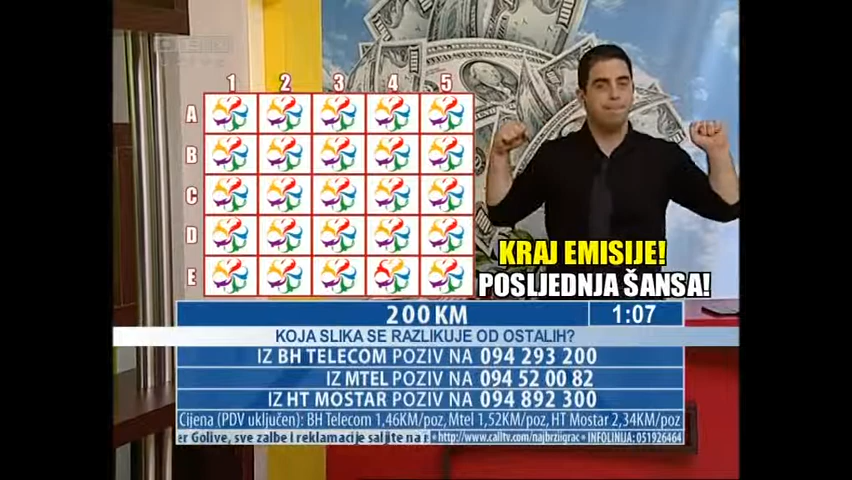 1 2 3 4 5
A
B
C
D
E
KRAJ EMISIJE!
POSLJEDNJA ŠANSA!
200 KM 1:07
KOJA SLIKA SE RAZLIKUJE OD OSTALIH?
IZ BH TELECOM POZIV NA 094 293 200
IZ MTEL POZIV NA 094 52 00 82
IZ HT MOSTAR POZIV NA 094 892 300
Cijena (PDV uključen): BH Telecom 1,46KM/poz, Mtel 1,52KM/poz, HT Mostar 2,34KM/poz
er Golive, sve zalbe i reklamacije saljite na • http://www.calltv.com/najbrziigrac • INFOLINIJA: 051926464